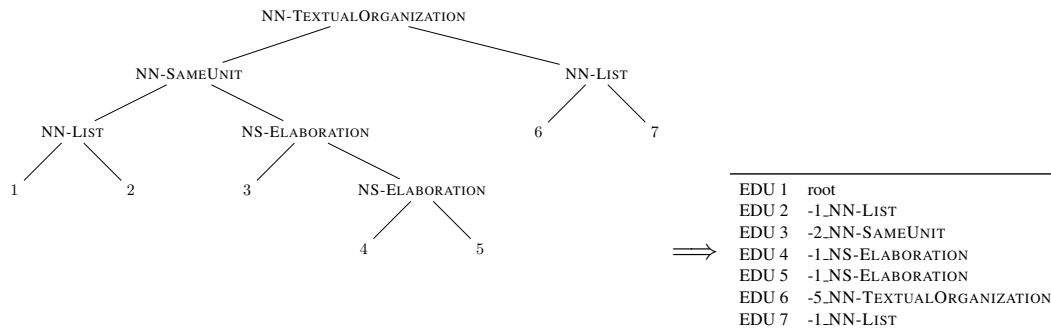 NN-TEXTUALORGANIZATION
NN-SAMEUNIT NN-LIST
NN-LIST NS-ELABORATION 6 7
1 2 3 NS-ELABORATION
4 5
⟹
EDU 1 root
EDU 2 -1_NN-LIST
EDU 3 -2_NN-SAMEUNIT
EDU 4 -1_NS-ELABORATION
EDU 5 -1_NS-ELABORATION
EDU 6 -5_NN-TEXTUALORGANIZATION
EDU 7 -1_NN-LIST